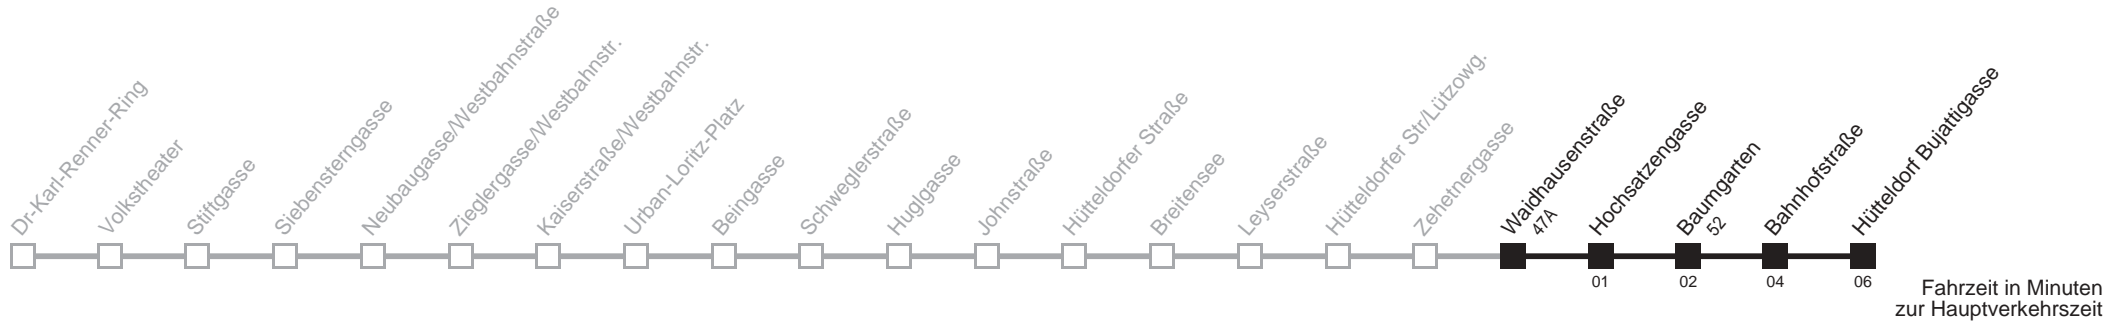 Dr-Karl-Renner-Ring
Volkstheater
Stiftgasse
Siebensterngasse
Neubaugasse/Westbahnstraße
Zieglergasse/Westbahnstr.
Kaiserstraße/Westbahnstr.
Urban-Loritz-Platz
Beingasse
Schweglerstraße
Huglgasse
Johnstraße
Hütteldorfer Straße
Breitensee
Leyserstraße
Hütteldorfer Str/Lützowg.
Zehetnergasse
Waidhausenstraße
47A
Hochsatzengasse
Baumgarten
52
Bahnhofstraße
Hütteldorf Bujattigasse
01
02
04
06
Fahrzeit in Minuten
zur Hauptverkehrszeit